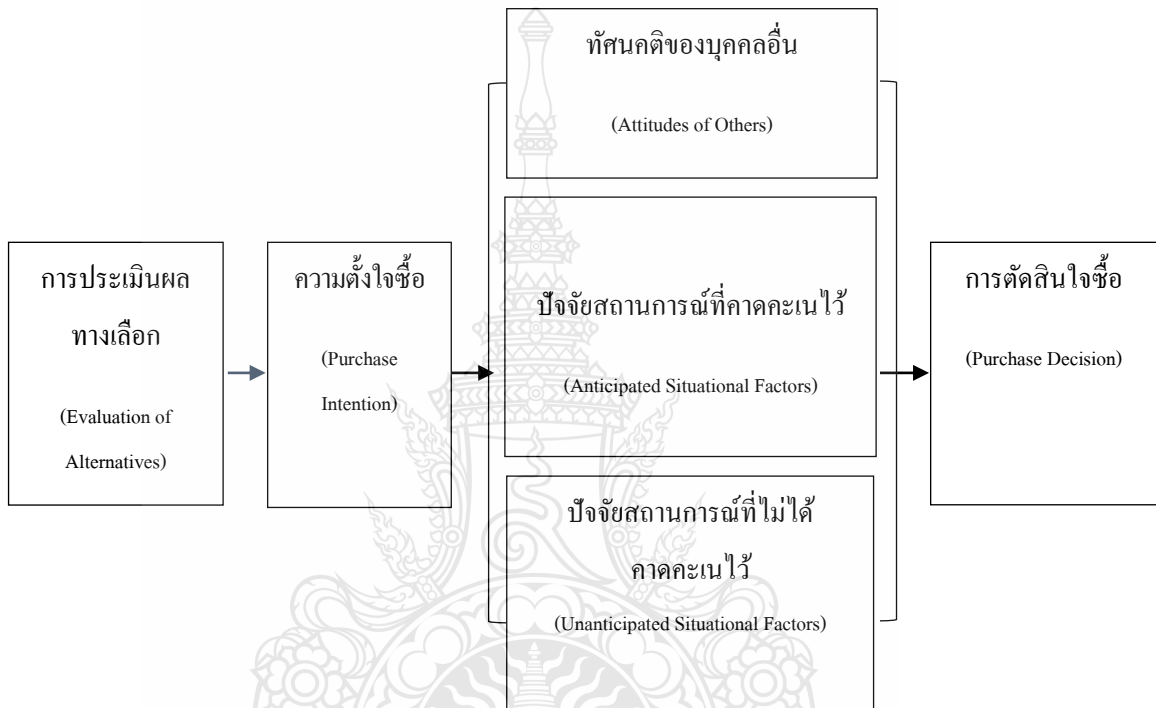 การประเมินผล
ทางเลือก
(Evaluation of
Alternatives)
ความตั้งใจซื้อ
(Purchase
Intention)
ทัศนคติของบุคคลอื่น
(Attitudes of Others)
ปัจจัยสถานการณ์ที่คาดคะเนไว้
(Anticipated Situational Factors)
ปัจจัยสถานการณ์ที่ไม่ได้
คาดคะเนไว้
(Unanticipated Situational Factors)
การตัดสินใจซื้อ
(Purchase Decision)